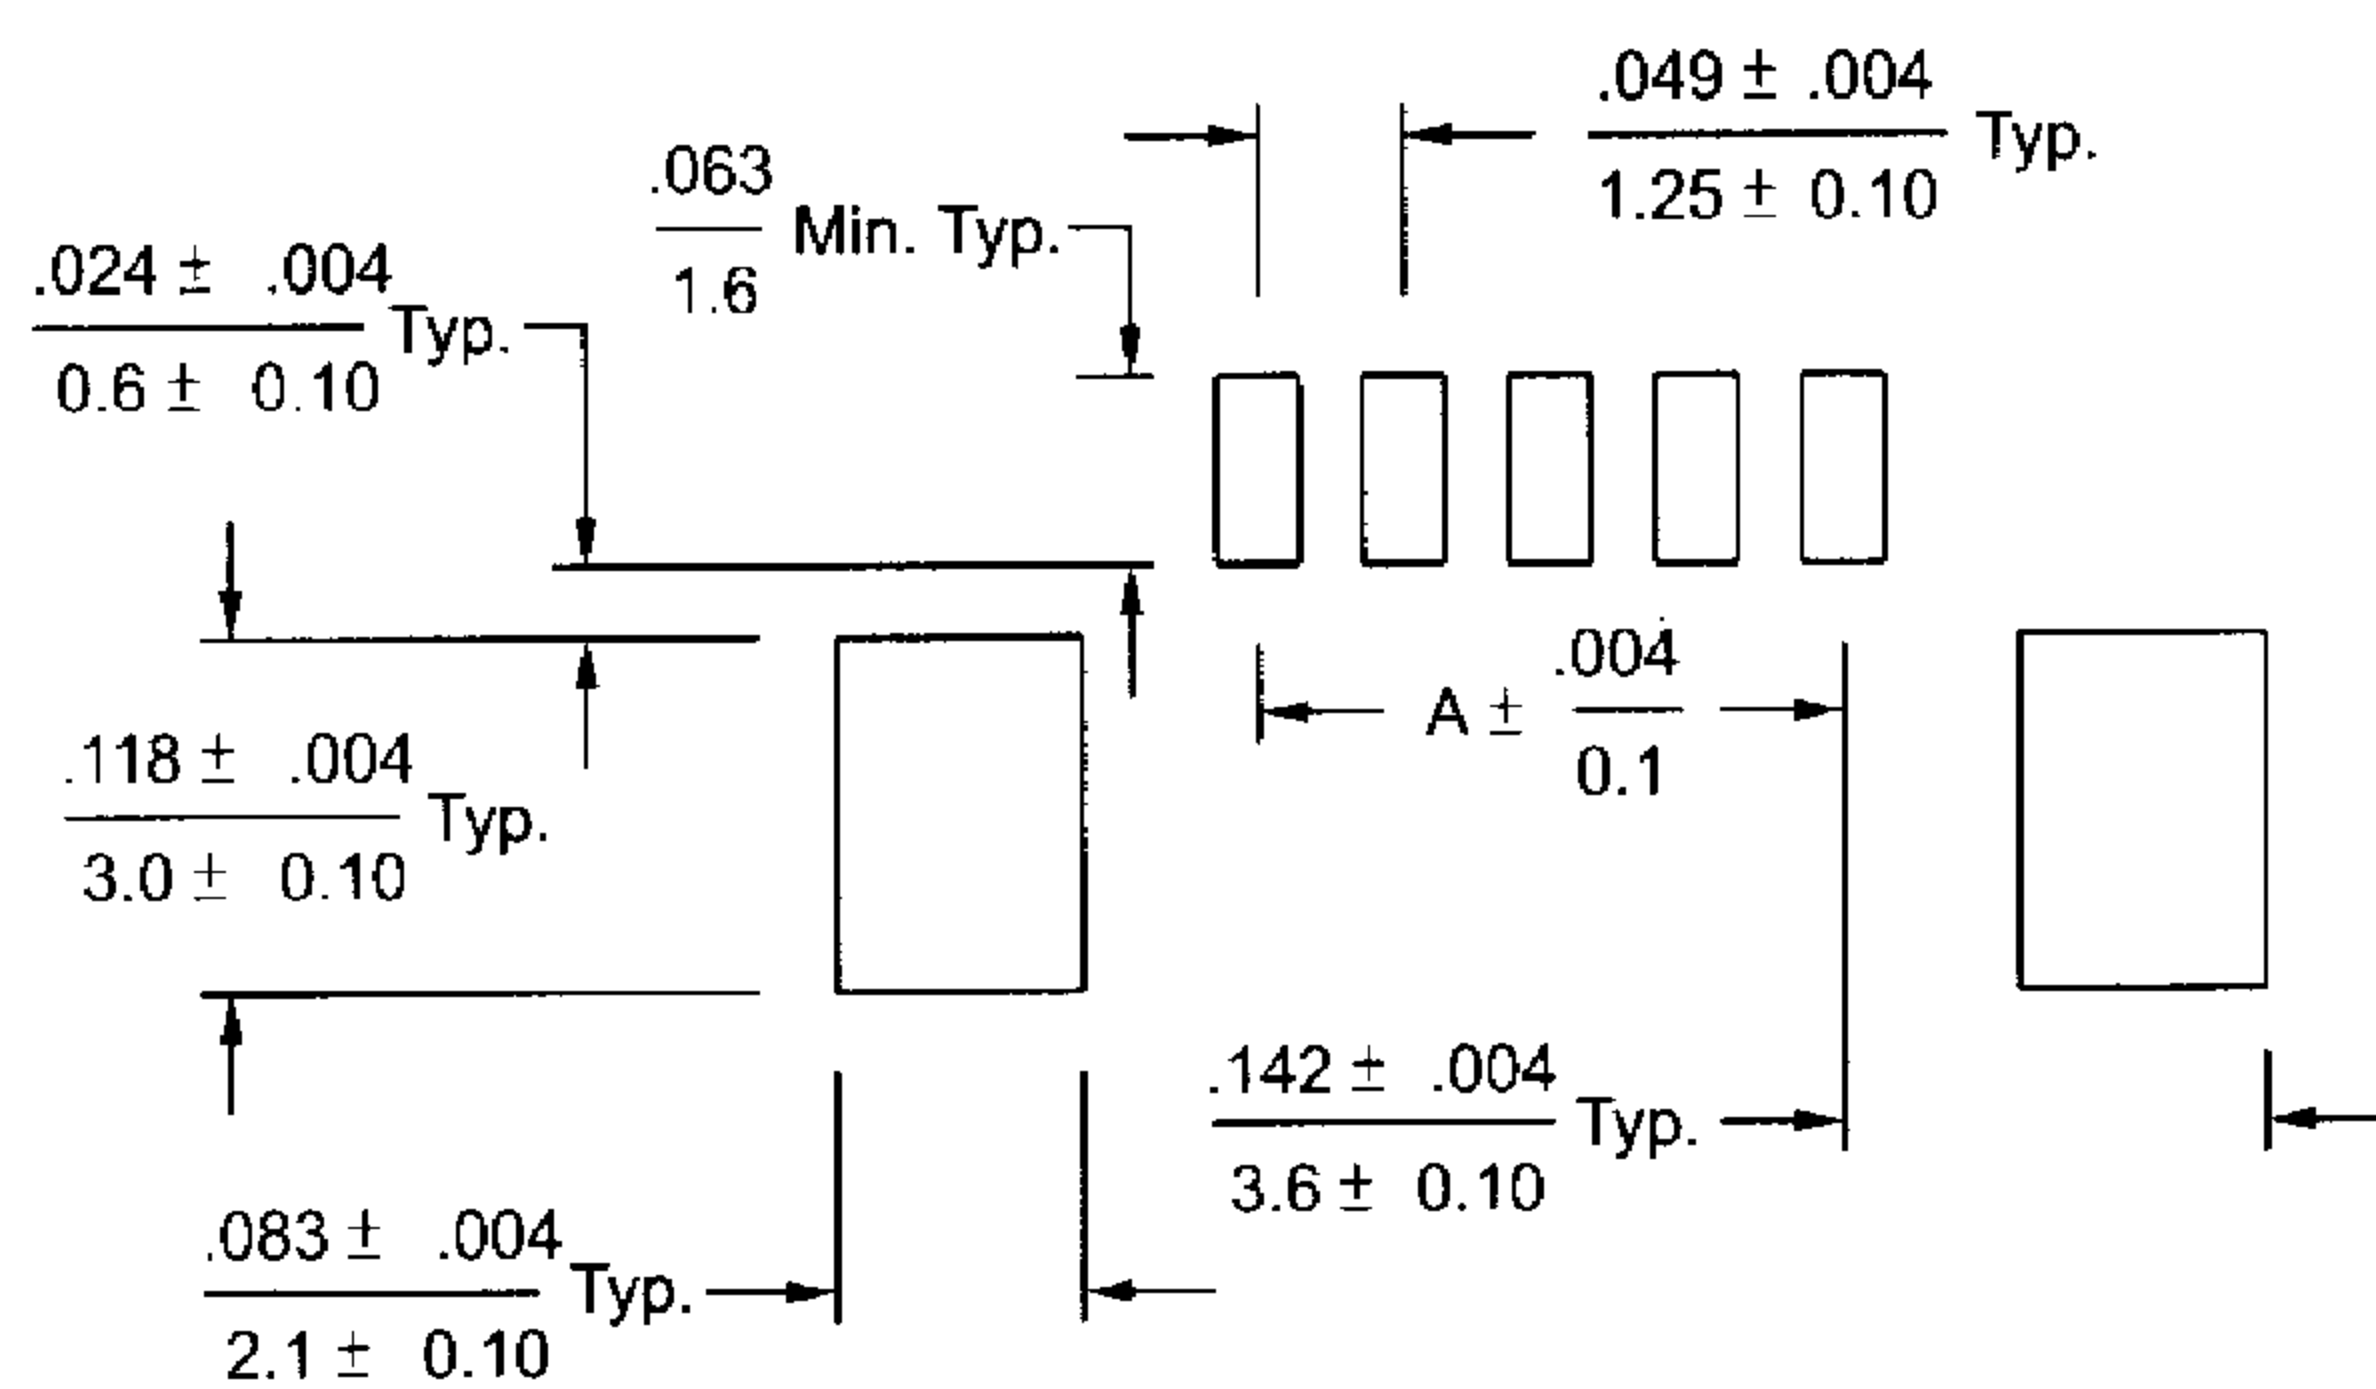 .049 ± .004
Typ.
1.25 ± 0.10
.063
Min. Typ.
1.6
.024 ± .004
Typ.
0.6 ± 0.10
.004
A ±
0.1
.118 ± .004
Typ.
3.0 ± 0.10
.142 ± .004
Typ.
3.6 ± 0.10
.083 ± .004
Typ.
2.1 ± 0.10